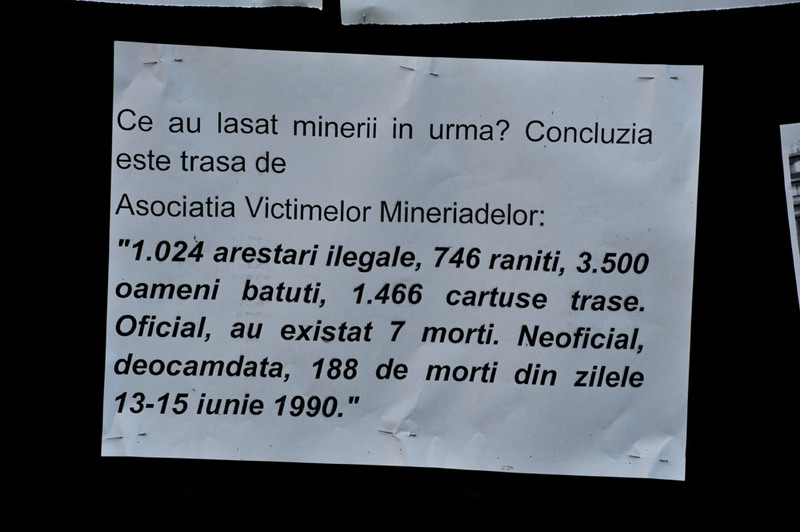 Ce au lasat minerii in urma? Concluzia
este trasa de
Asociatia Victimelor Mineriadelor:
"1.024 arestari ilegale, 746 raniti, 3.500
oameni batuti, 1.466 cartuse trase.
Oficial, au existat 7 morti. Neoficial,
deocamdata, 188 de morti din zilele
13-15 iunie 1990."